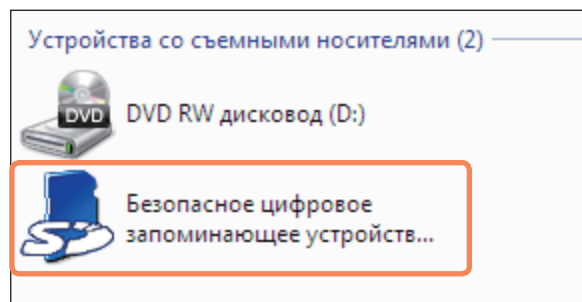 Устройства со съемными носителями (2)
DVD
DVD RW дисковод (D:)
Безопасное цифровое
запоминающее устройств...
SD